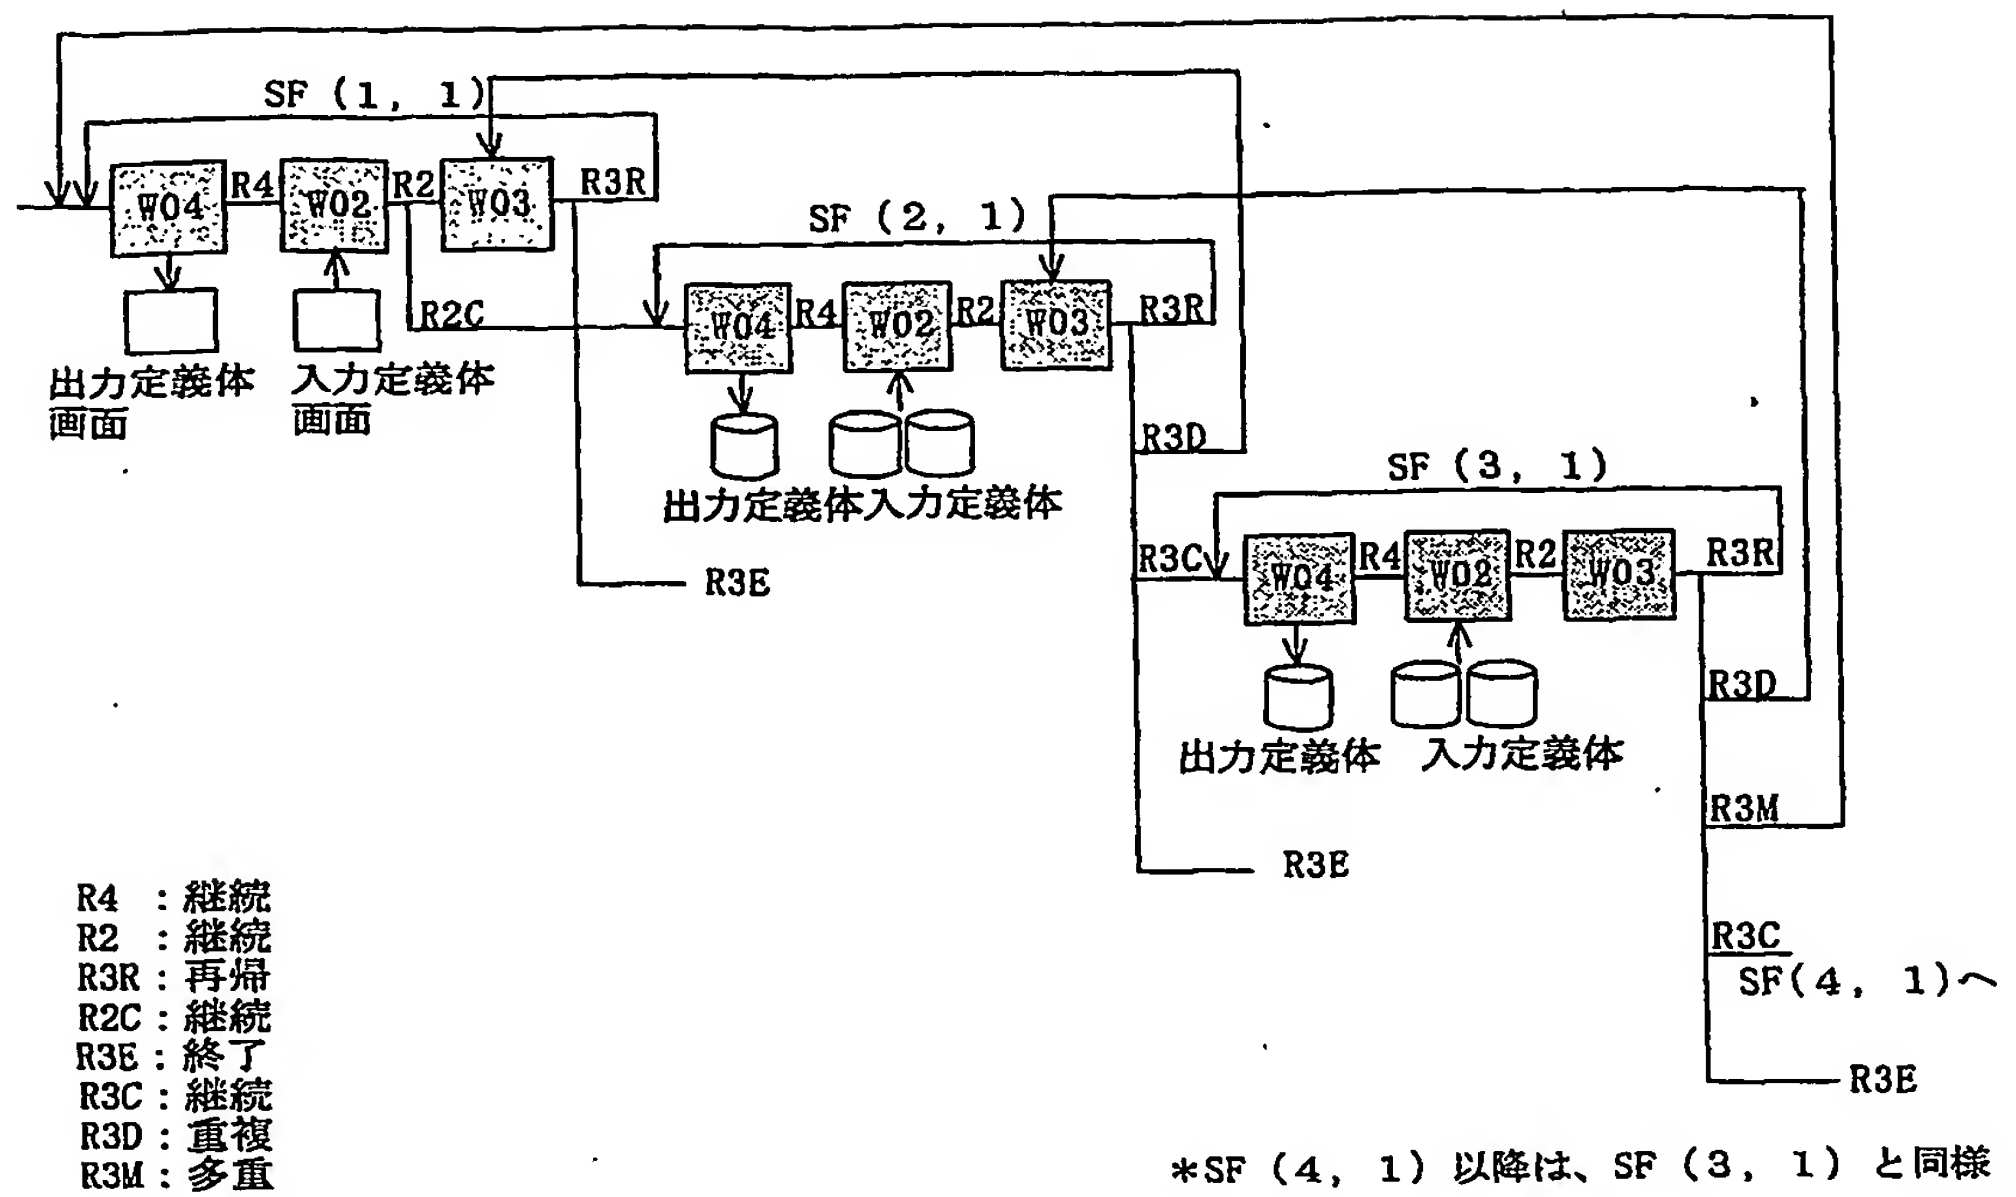 SF (1, 1)
W04
R4
W02
R2
W03
R3R
出力定義体
画面
入力定義体
画面
R2C
R3E
SF (2, 1)
W04
R4
W02
R2
W03
R3R
出力定義体
入力定義体
R3D
R3C
R3E
SF (3, 1)
W04
R4
W02
R2
W03
R3R
出力定義体
入力定義体
R3D
R3M
R3C
SF(4, 1)へ
R3E
R4 :継続
R2 :継続
R3R:再帰
R2C:継続
R3E:終了
R3C:継続
R3D:重複
R3M:多重
*SF (4, 1) 以降は、SF (3, 1) と同様